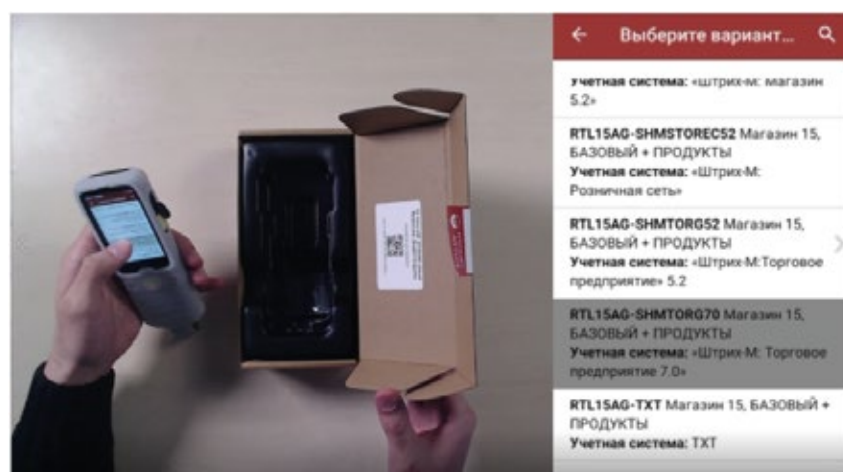 Выберите вариант...
Учетная система: «Штрих-М: Магазин
5.2»
RTL15AG-SHMSTOREC52 Магазин 15,
БАЗОВЫЙ + ПРОДУКТЫ
Учетная система: «Штрих-М:
Розничная сеть»
RTL15AG-SHMTORG52 Магазин 15,
БАЗОВЫЙ + ПРОДУКТЫ
Учетная система: «Штрих-М:Торговое
предприятие» 5.2
RTL15AG-SHMTORG70 Магазин 15,
БАЗОВЫЙ + ПРОДУКТЫ
Учетная система: «Штрих-М: Торговое
предприятие 7.0»
RTL15AG-TXT Магазин 15, БАЗОВЫЙ +
ПРОДУКТЫ
Учетная система: TXT